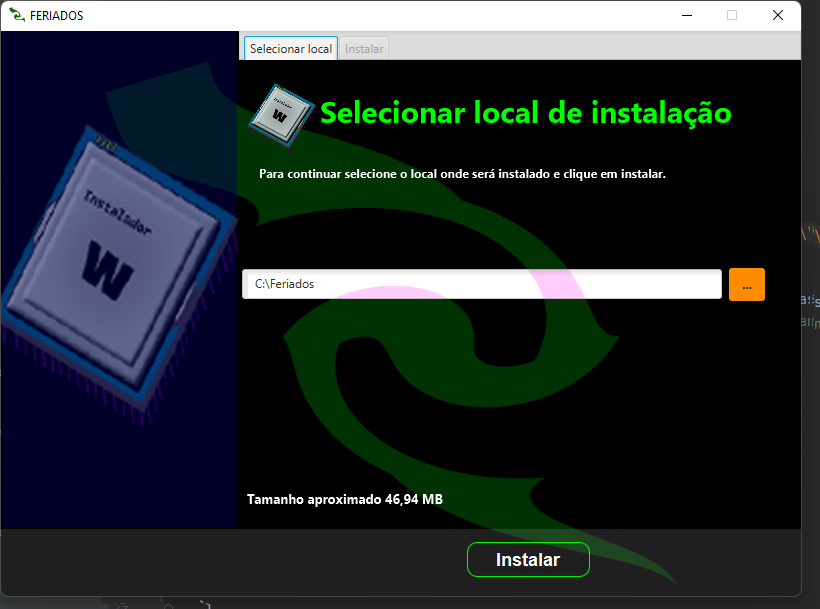 FERIADOS
Selecionar local
Instalar
Instalador
W
Selecionar local de instalação
Para continuar selecione o local onde será instalado e clique em instalar.
Instalador
W
C:\Feriados
...
Tamanho aproximado 46,94 MB
Instalar